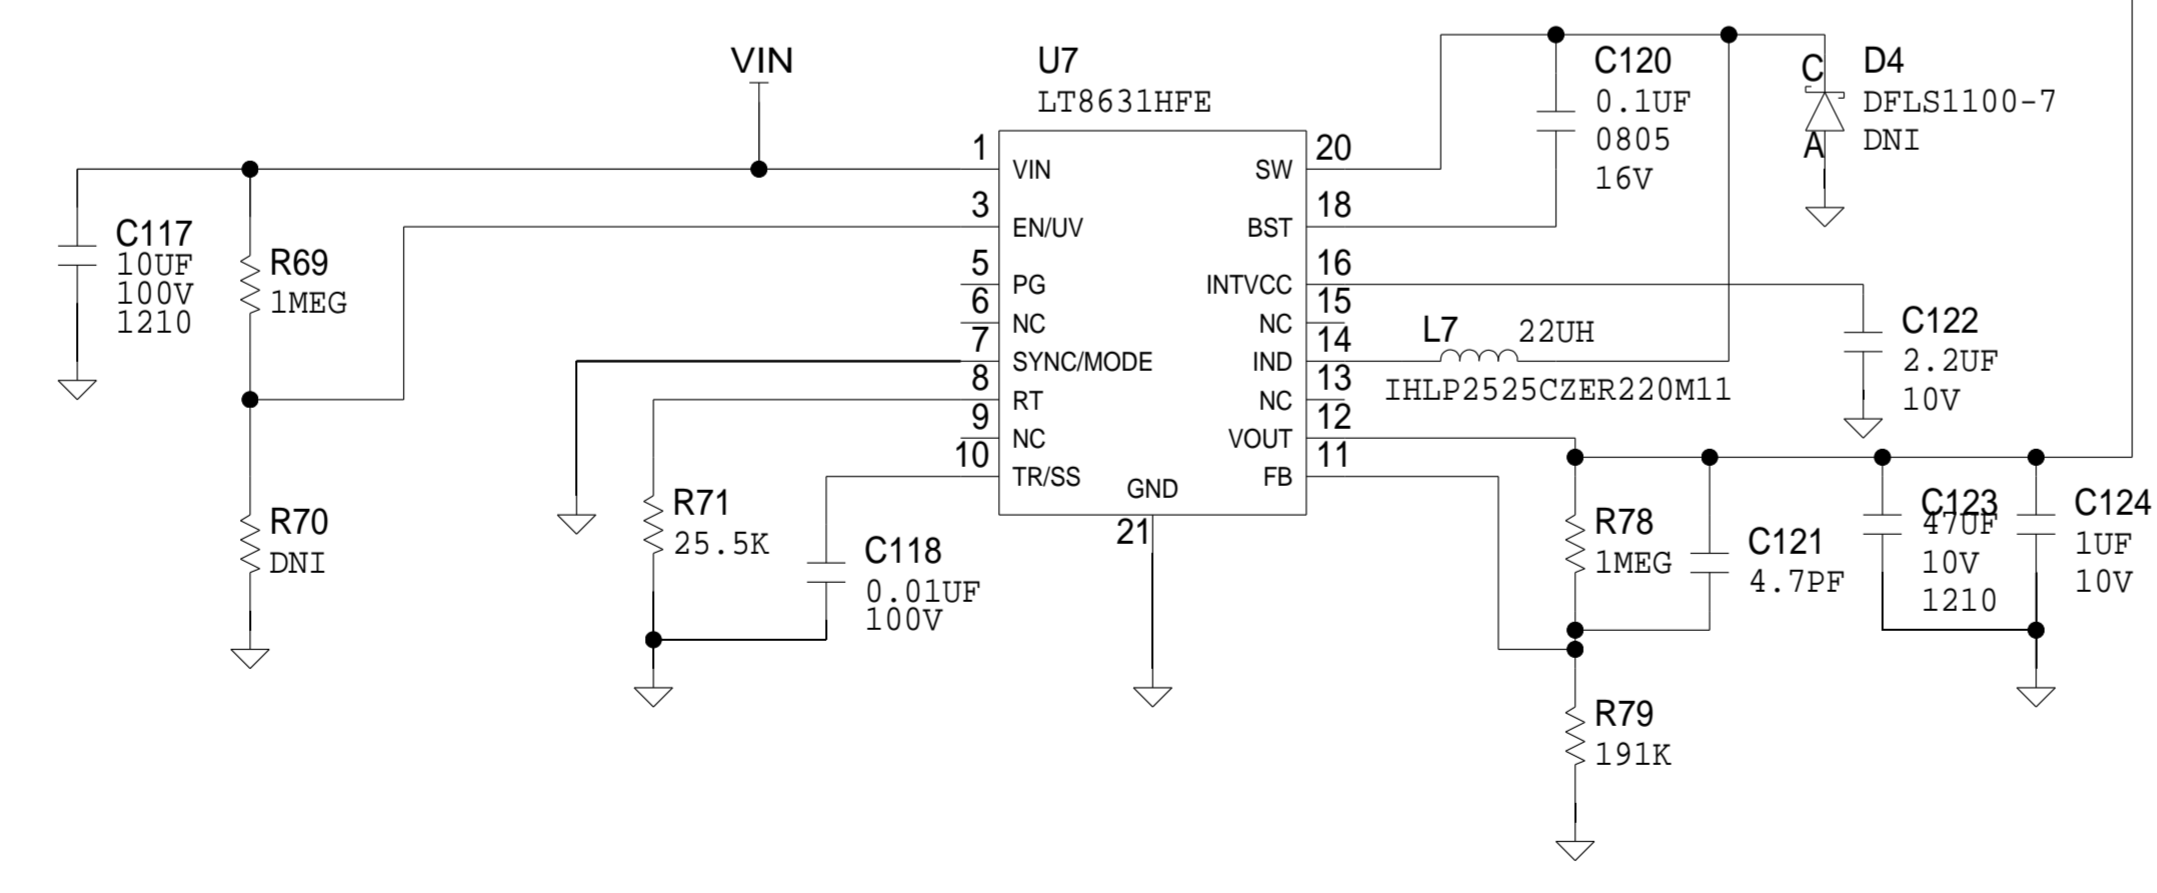 VIN
U7
LT8631HFE
C120
0.1UF
0805
16V
C
A
D4
DFLS1100-7
DNI
C117
10UF
100V
1210
R69
1MEG
R70
DNI
1
VIN
3
EN/UV
5
PG
6
NC
7
SYNC/MODE
8
RT
9
NC
10
TR/SS
GND
21
20
SW
18
BST
16
INTVCC
15
NC
14
IND
13
NC
12
VOUT
11
FB
L7
22UH
IHLP2525CZER220M11
C122
2.2UF
10V
R71
25.5K
C118
0.01UF
100V
R78
1MEG
C121
4.7PF
C123
47UF
10V
1210
C124
1UF
10V
R79
191K